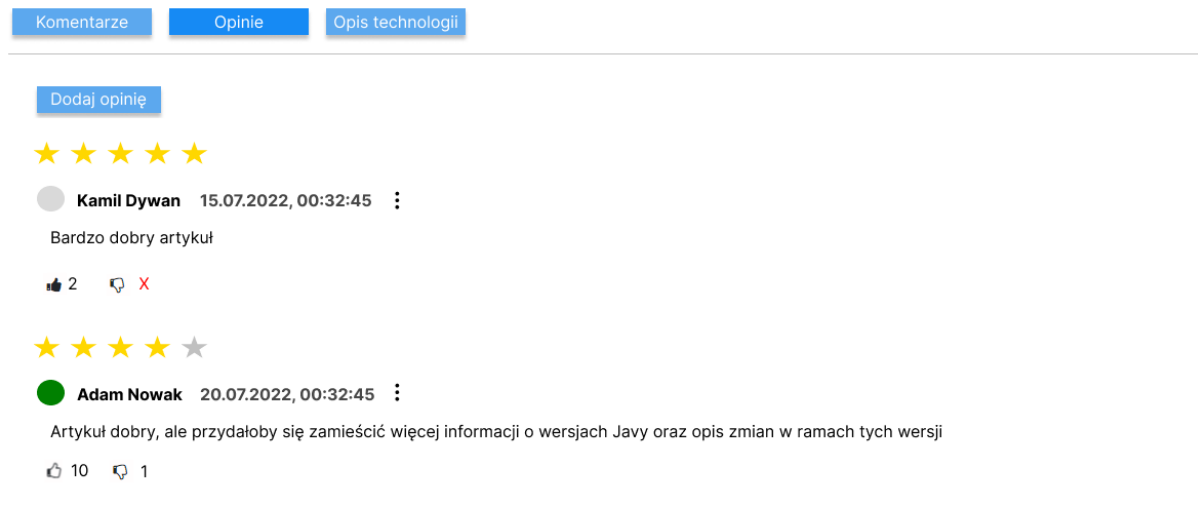 Komentarze Opinie Opis technologii
Dodaj opinię
Kamil Dywan 15.07.2022, 00:32:45
Bardzo dobry artykuł
2 X
Adam Nowak 20.07.2022, 00:32:45
Artykuł dobry, ale przydałoby się zamieścić więcej informacji o wersjach Javy oraz opis zmian w ramach tych wersji
10 1